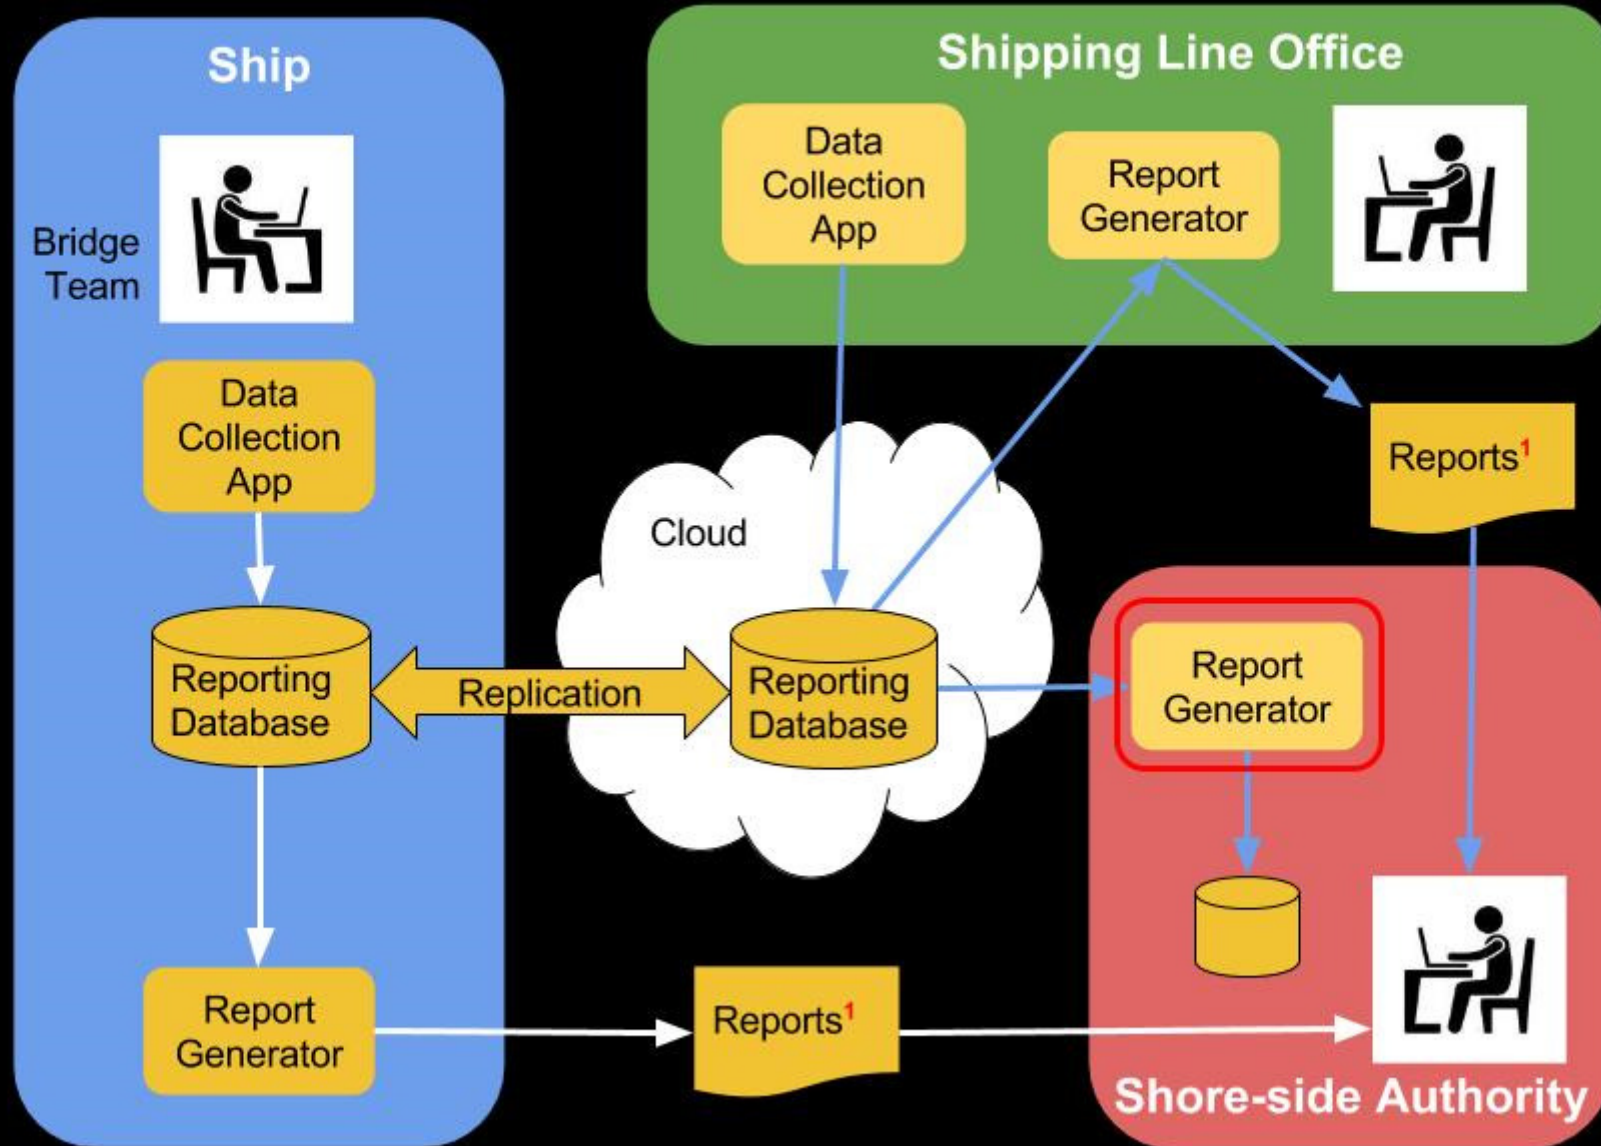 Ship
Bridge
Team
Data
Collection
App
Reporting
Database
Report
Generator
Replication
Shipping Line Office
Data
Collection
App
Report
Generator
Cloud
Reporting
Database
Reports¹
Reports¹
Report
Generator
Shore-side Authority